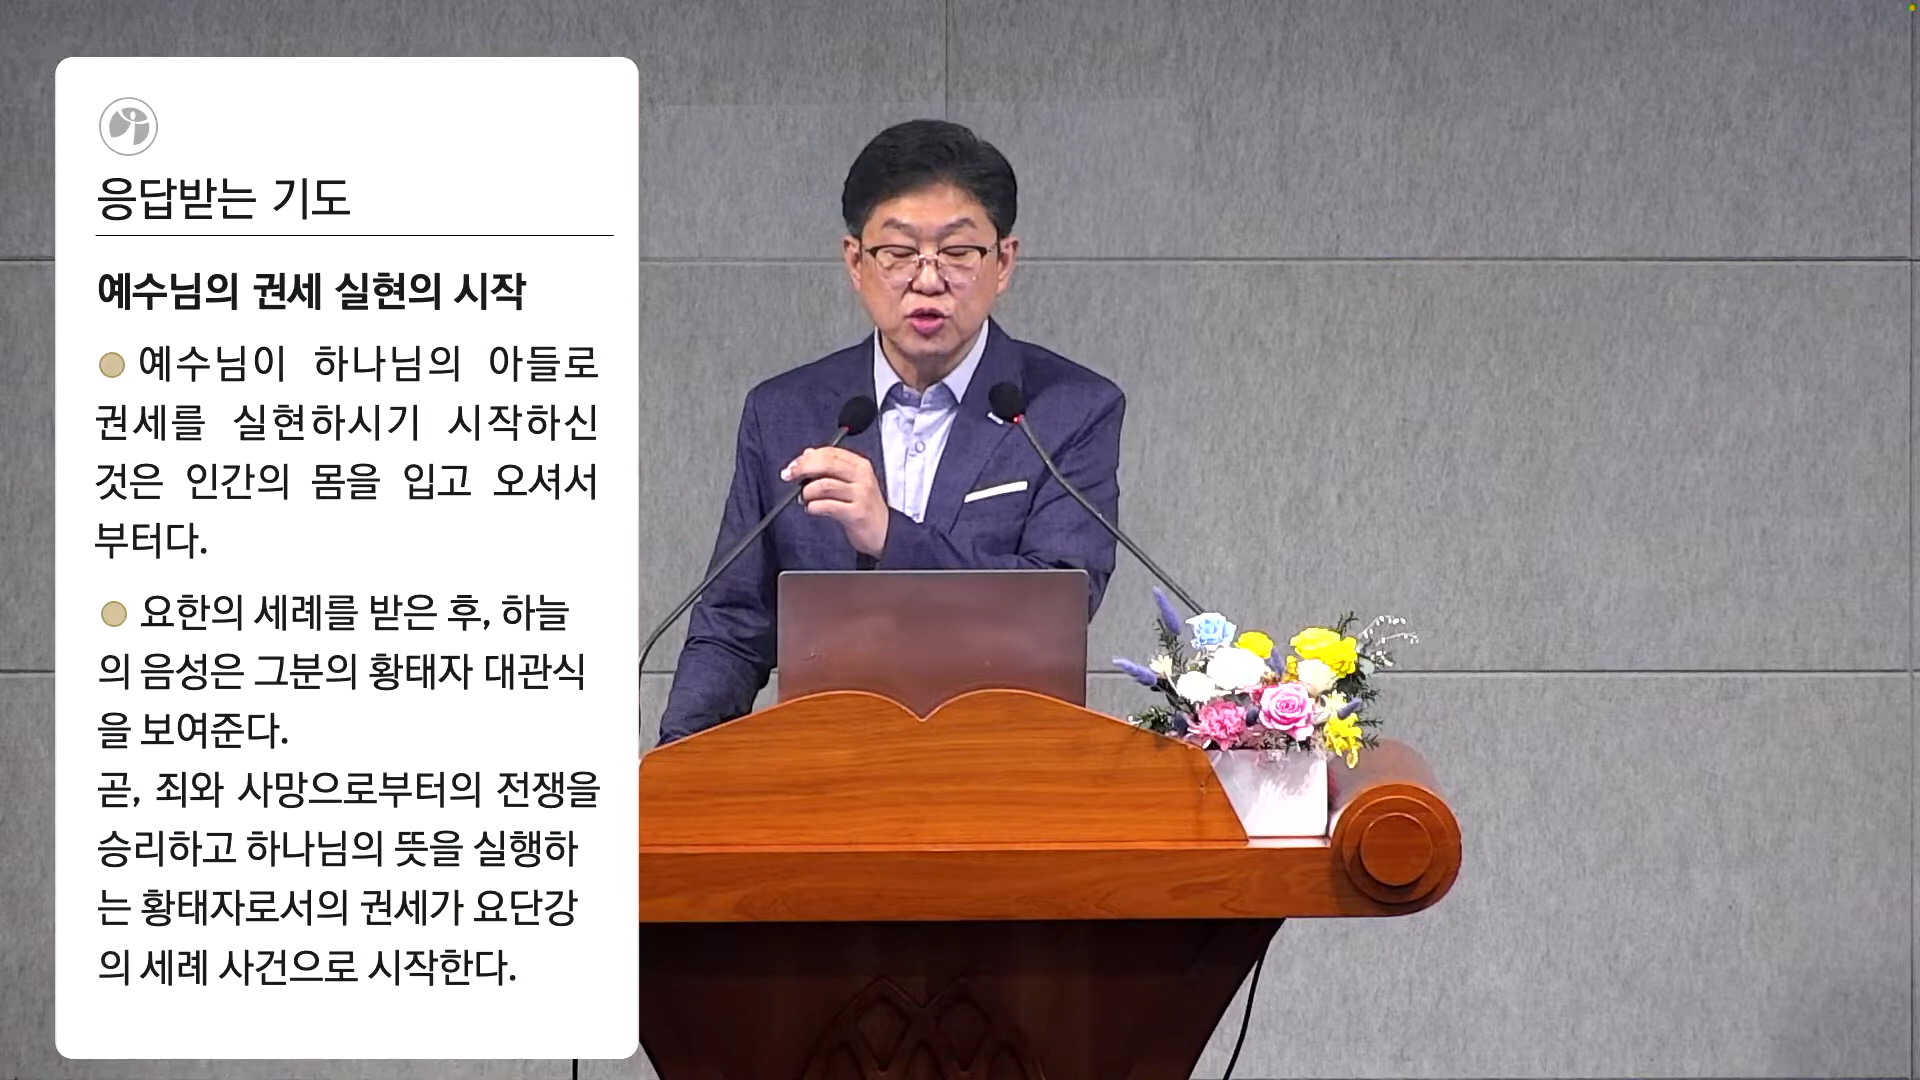 응답받는 기도
예수님의 권세 실현의 시작
예수님이 하나님의 아들로
권세를 실현하시기 시작하신
것은 인간의 몸을 입고 오셔서
부터다.
요한의 세례를 받은 후, 하늘
의 음성은 그분의 황태자 대관식
을 보여준다.
곧, 죄와 사망으로부터의 전쟁을
승리하고 하나님의 뜻을 실행하
는 황태자로서의 권세가 요단강
의 세례 사건으로 시작한다.